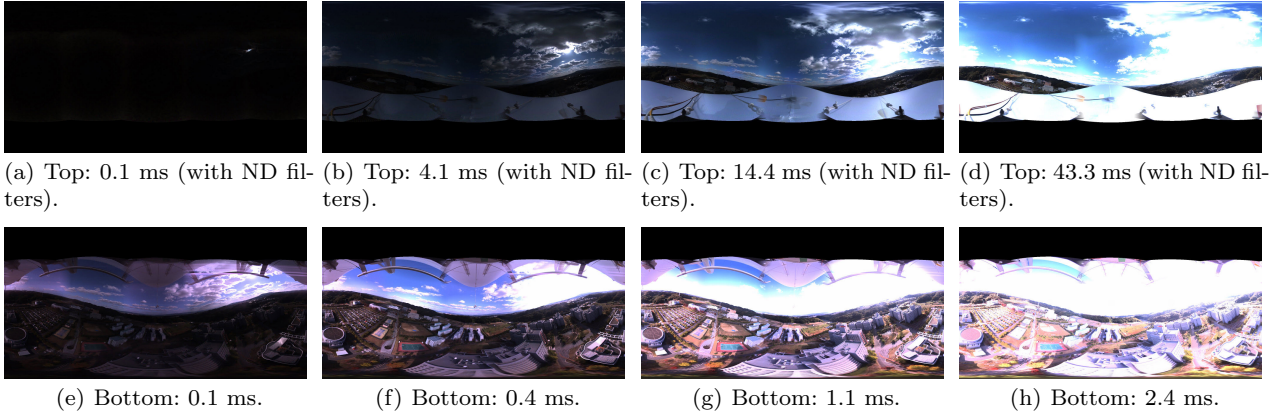 (a) Top: 0.1 ms (with ND fil-
ters).
(b) Top: 4.1 ms (with ND fil-
ters).
(c) Top: 14.4 ms (with ND fil-
ters).
(d) Top: 43.3 ms (with ND fil-
ters).
(e) Bottom: 0.1 ms.
(f) Bottom: 0.4 ms.
(g) Bottom: 1.1 ms.
(h) Bottom: 2.4 ms.